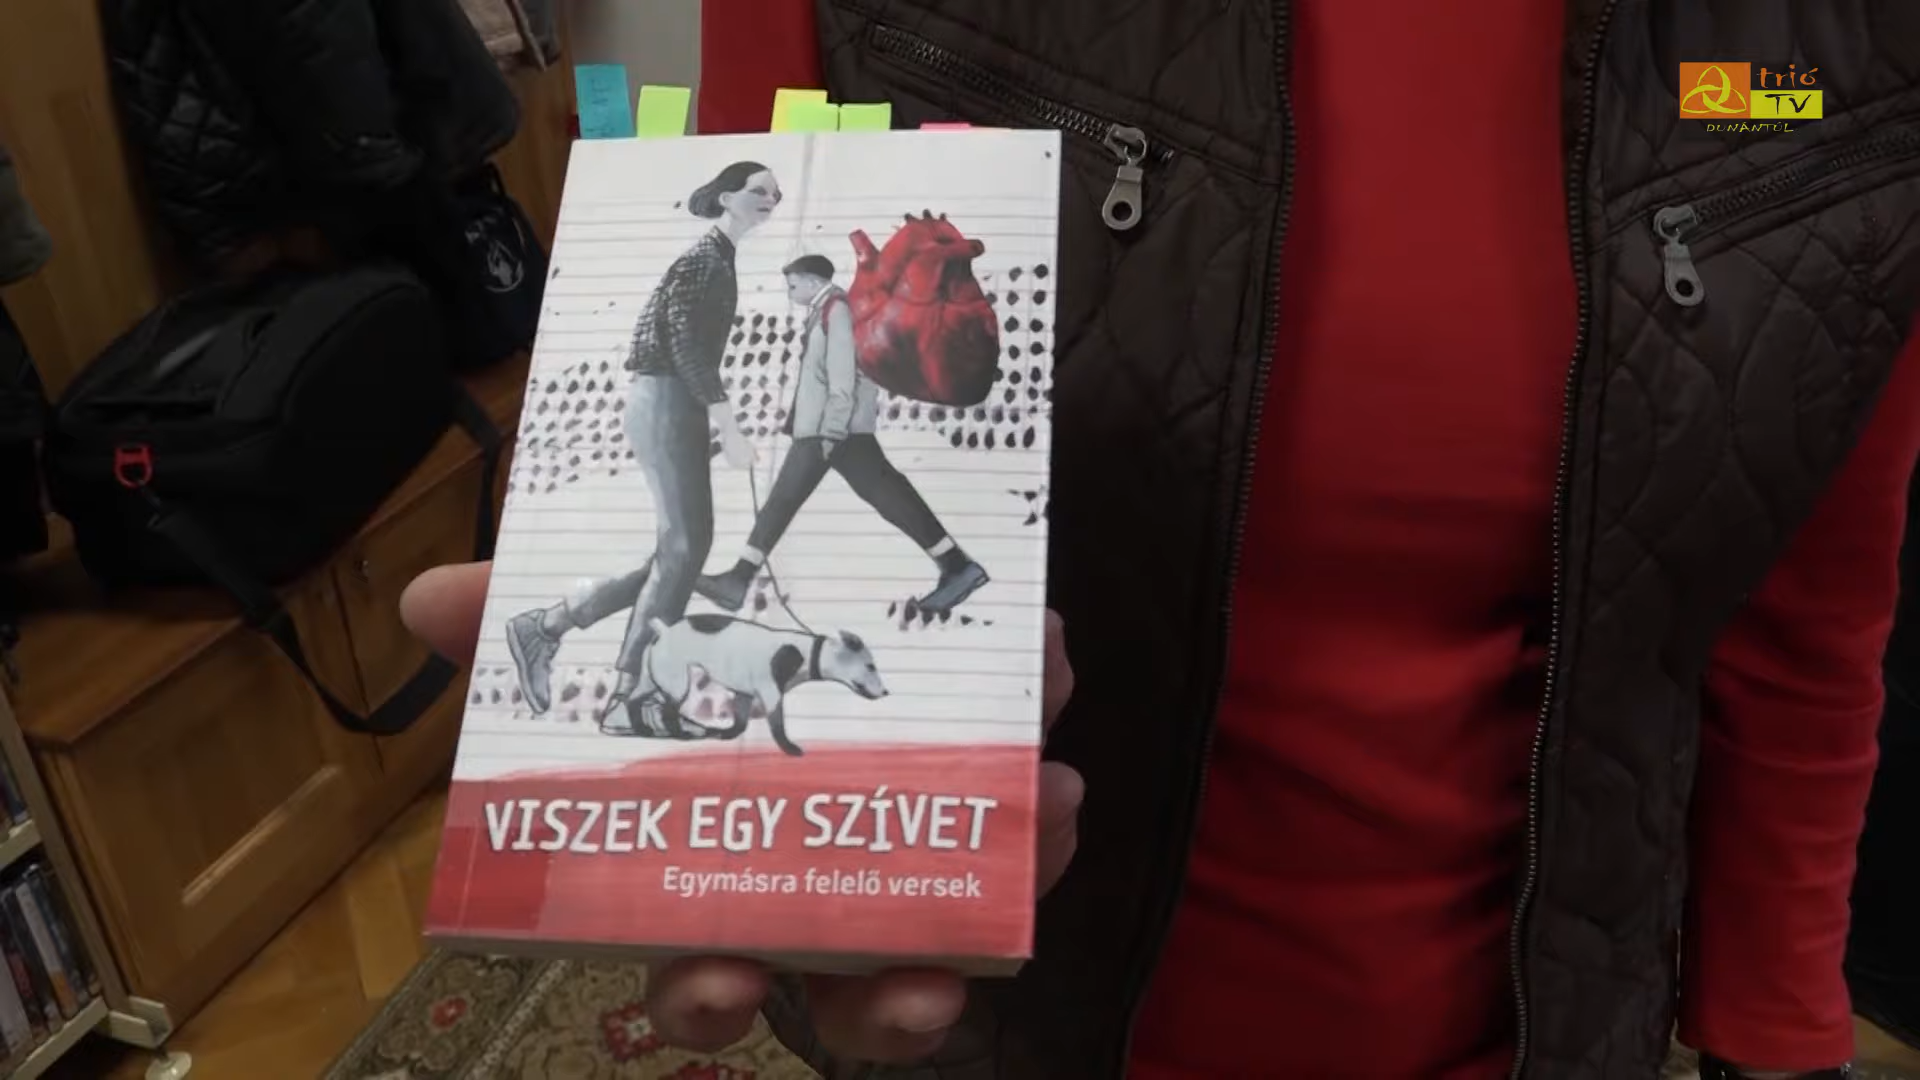 trió
TV
DUNÁNTÚL
VISZEK EGY SZÍVET
Egymásra felelő versek